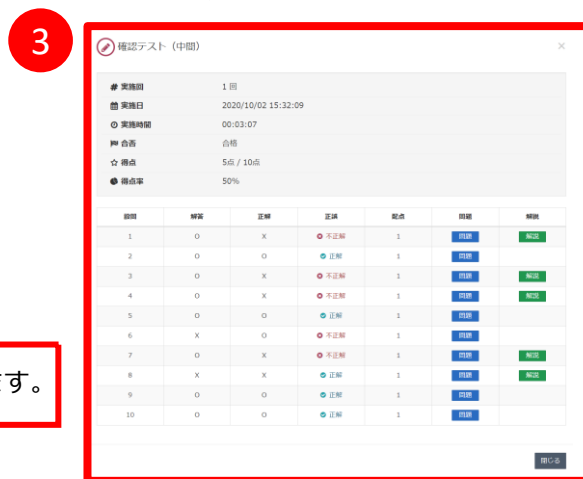 3
確認テスト（中間）
×
# 実施回 1 回
実施日 2020/10/02 15:32:09
実施時間 00:03:07
合否 合格
得点 5点 / 10点
得点率 50%
設問 解答 正解 正誤 配点 問題 解説
1 O X 不正解 1 問題 解説
2 O O 正解 1 問題
3 O X 不正解 1 問題 解説
4 O X 不正解 1 問題 解説
5 O O 正解 1 問題
6 X O 不正解 1 問題
7 O X 不正解 1 問題 解説
8 X X 正解 1 問題 解説
9 O O 正解 1 問題
10 O O 正解 1 問題
ます。
閉じる